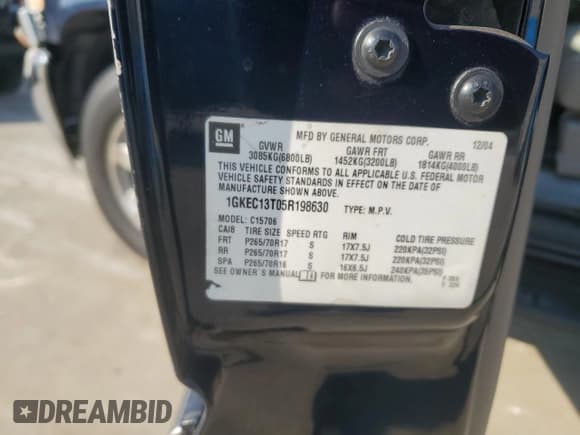 GM
MFD BY GENERAL MOTORS CORP. 12/04
GVWR GAWR FRT GAWR RR
3085KG(6800LB) 1452KG(3200LB) 1814KG(4000LB)
THIS VEHICLE CONFORMS TO ALL APPLICABLE U.S. FEDERAL MOTOR
VEHICLE SAFETY STANDARDS IN EFFECT ON THE DATE OF
MANUFACTURE SHOWN ABOVE.
1GKEC13T05R198630 TYPE: M.P.V.
MODEL: C15706
CAIB TIRE SIZE SPEED RTG RIM COLD TIRE PRESSURE
FRT P265/70R17 S 17X7.5J 220KPA(32PSI)
RR P265/70R17 S 17X7.5J 220KPA(32PSI)
SPA P265/70R16 S 16X6.5J 240KPA(35PSI)
SEE OWNER'S MANUAL FOR MORE INFORMATION.
DREAMBID